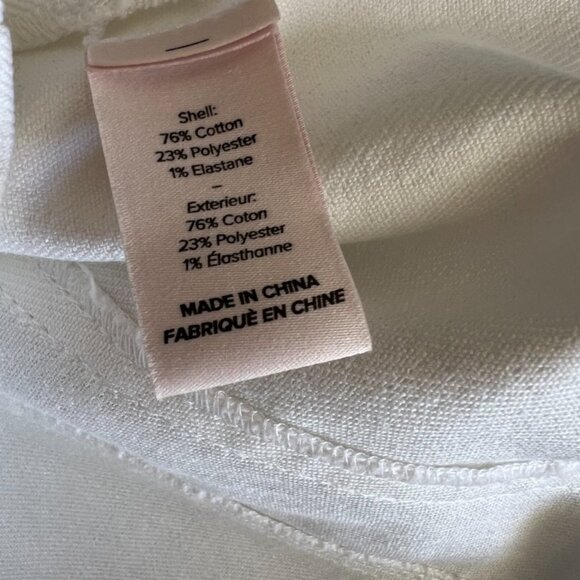 Shell:
76% Cotton
23% Polyester
1% Elastane
–
Exterieur:
76% Coton
23% Polyester
1% Élasthanne
MADE IN CHINA
FABRIQUÈ EN CHINE